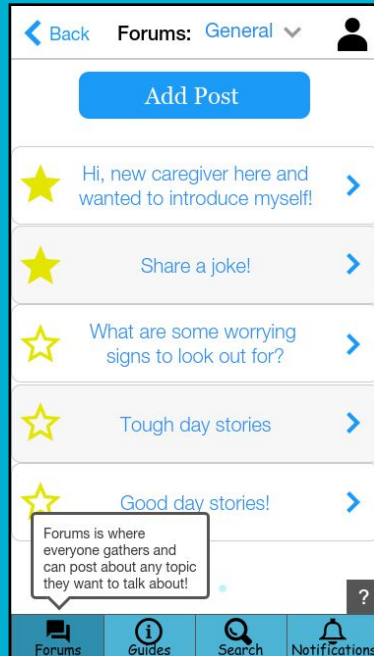 Back Forums: General
Add Post
Hi, new caregiver here and
wanted to introduce myself!
Share a joke!
What are some worrying
signs to look out for?
Tough day stories
Good day stories!
Forums is where
everyone gathers and
can post about any topic
they want to talk about!
?
Forums Guides Search Notifications